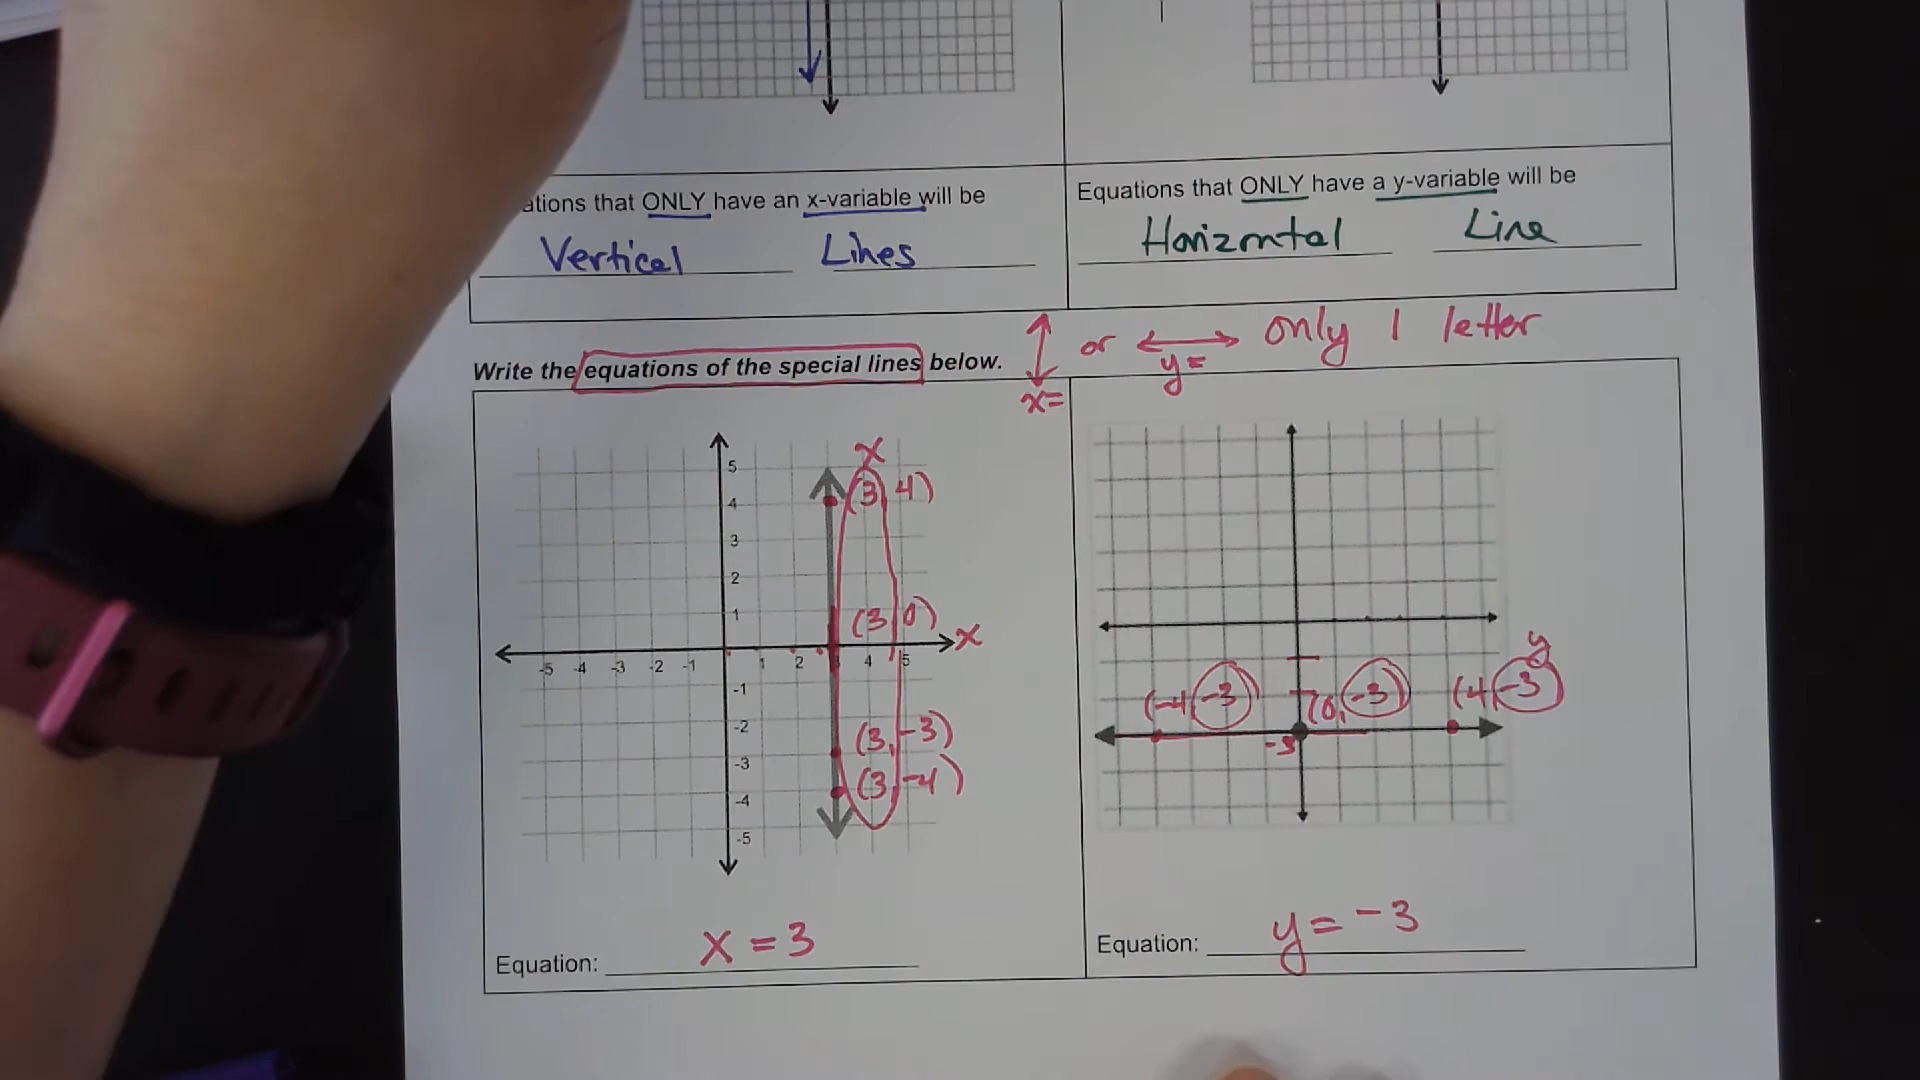 ations that ONLY have an x-variable will be
Vertical Lines
Equations that ONLY have a y-variable will be
Horizontal Line
Write the equations of the special lines below.
x=
or
y=
only 1 letter
x
5
(3, 4)
4
3
2
1
(3, 0)
x
-5 -4 -3 -2 -1 1 2 3 4 5
-1
-2
(3, -3)
-3
(3, -4)
-4
-5
Equation: x = 3
y
(-4, -3) (0, -3) (4, -3)
-3
Equation: y = -3